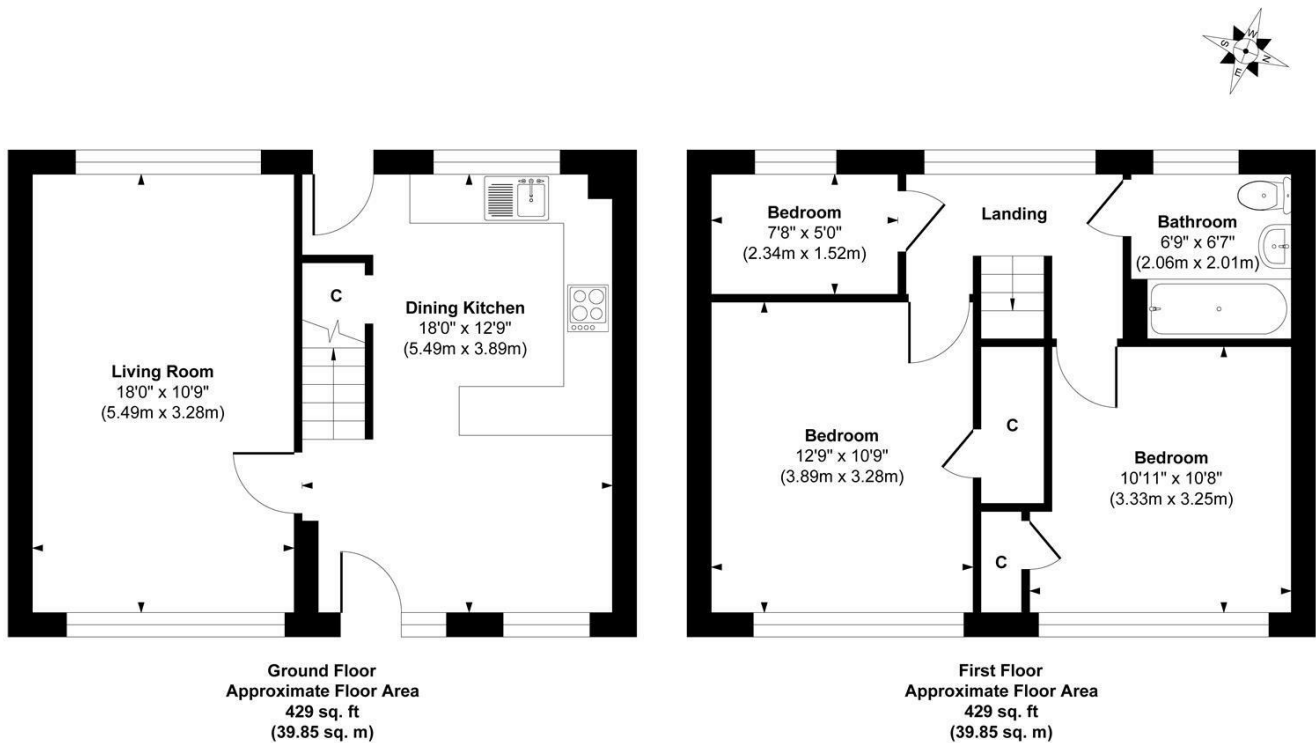 W
S
N
E
Living Room
18'0" x 10'9"
(5.49m x 3.28m)
C
Dining Kitchen
18'0" x 12'9"
(5.49m x 3.89m)
Ground Floor
Approximate Floor Area
429 sq. ft
(39.85 sq. m)
Bedroom
7'8" x 5'0"
(2.34m x 1.52m)
Landing
Bathroom
6'9" x 6'7"
(2.06m x 2.01m)
Bedroom
12'9" x 10'9"
(3.89m x 3.28m)
C
C
Bedroom
10'11" x 10'8"
(3.33m x 3.25m)
First Floor
Approximate Floor Area
429 sq. ft
(39.85 sq. m)